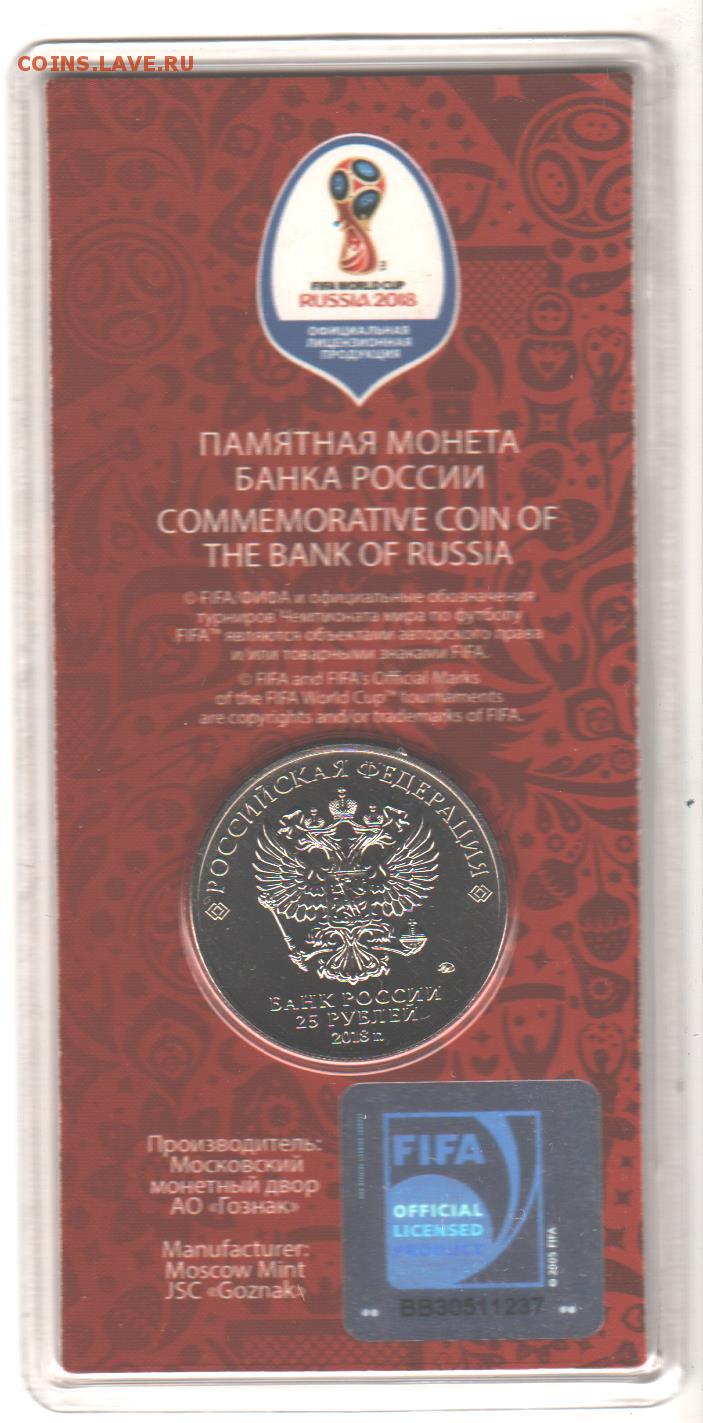 COINS.LAVE.RU
FIFA WORLD CUP
RUSSIA 2018
ОФИЦИАЛЬНАЯ
ЛИЦЕНЗИОННАЯ
ПРОДУКЦИЯ
ПАМЯТНАЯ МОНЕТА
БАНКА РОССИИ
COMMEMORATIVE COIN OF
THE BANK OF RUSSIA
© FIFA/ФИФА и официальные обозначения
турниров Чемпионата мира по футболу
FIFA™ являются объектами авторского права
и/или товарными знаками FIFA.
© FIFA and FIFA's Official Marks
of the FIFA World Cup™ tournaments
are copyrights and/or trademarks of FIFA.
РОССИЙСКАЯ ФЕДЕРАЦИЯ
БАНК РОССИИ
25 РУБЛЕЙ
2018 г.
Производитель:
Московский
монетный двор
АО «Гознак»
Manufacturer:
Moscow Mint
JSC «Goznak»
FIFA
OFFICIAL
LICENSED
PRODUCT
© 2005 FIFA
BB30511237